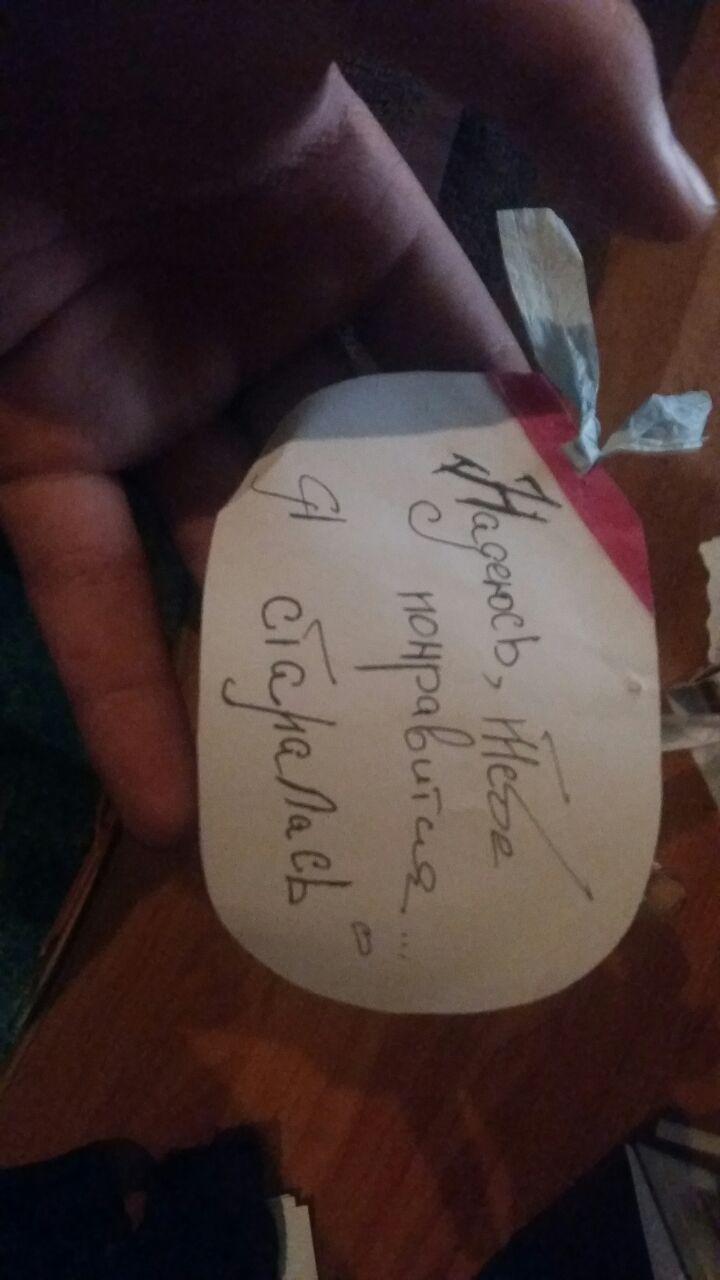 Надеюсь, Тебе
понравится...
Я старалась